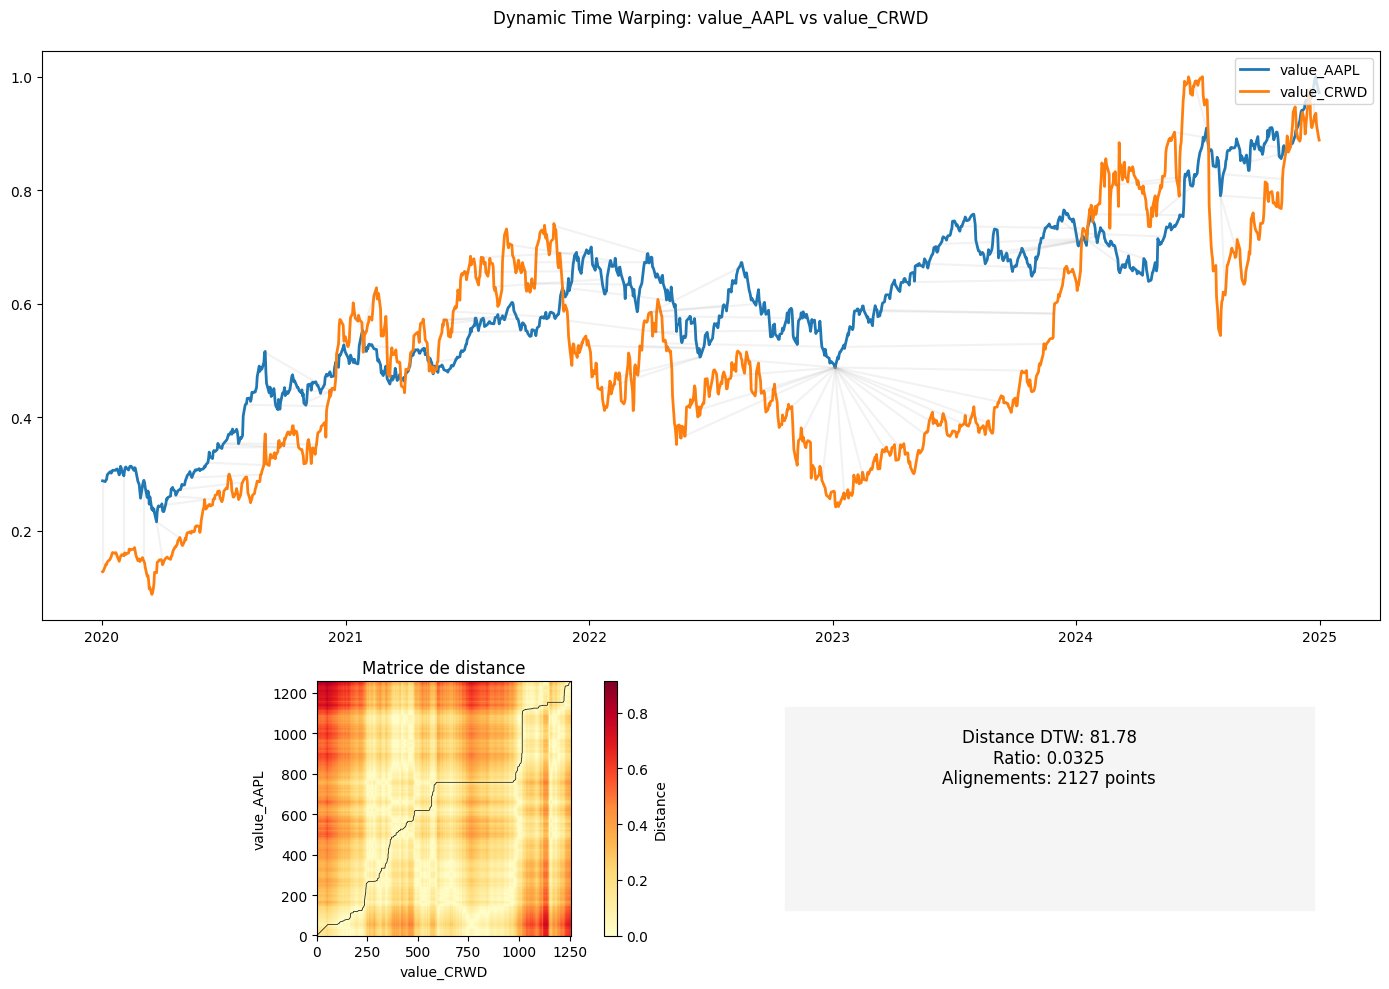 Dynamic Time Warping: value_AAPL vs value_CRWD
value_AAPL
value_CRWD
1.0
0.8
0.6
0.4
0.2
2020 2021 2022 2023 2024 2025
Matrice de distance
value_AAPL
1200
1000
800
600
400
200
0
0 250 500 750 1000 1250
value_CRWD
0.8
0.6
0.4
0.2
0.0
Distance
Distance DTW: 81.78
Ratio: 0.0325
Alignements: 2127 points